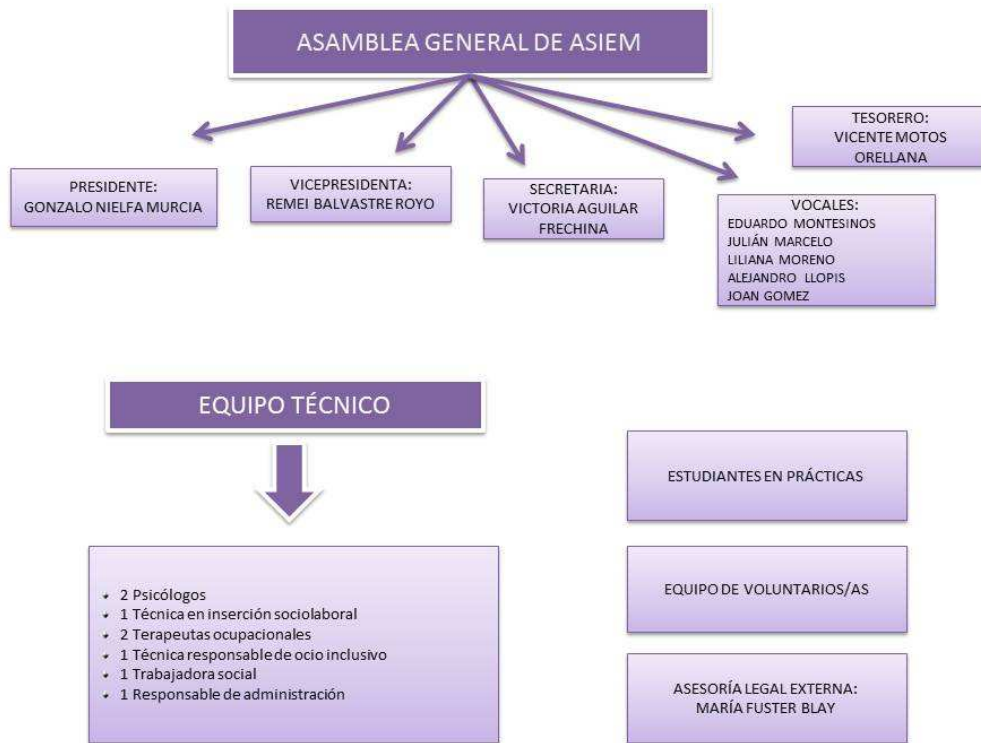 ASAMBLEA GENERAL DE ASIEM
PRESIDENTE:
GONZALO NIELFA MURCIA
VICEPRESIDENTA:
REMEI BALVASTRE ROYO
SECRETARIA:
VICTORIA AGUILAR
FRECHINA
TESORERO:
VICENTE MOTOS
ORELLANA
VOCALES:
EDUARDO MONTESINOS
JULIÁN MARCELO
LILIANA MORENO
ALEJANDRO LLOPIS
JOAN GOMEZ
EQUIPO TÉCNICO
2 Psicólogos
1 Técnica en inserción sociolaboral
2 Terapeutas ocupacionales
1 Técnica responsable de ocio inclusivo
1 Trabajadora social
1 Responsable de administración
ESTUDIANTES EN PRÁCTICAS
EQUIPO DE VOLUNTARIOS/AS
ASESORÍA LEGAL EXTERNA:
MARÍA FUSTER BLAY